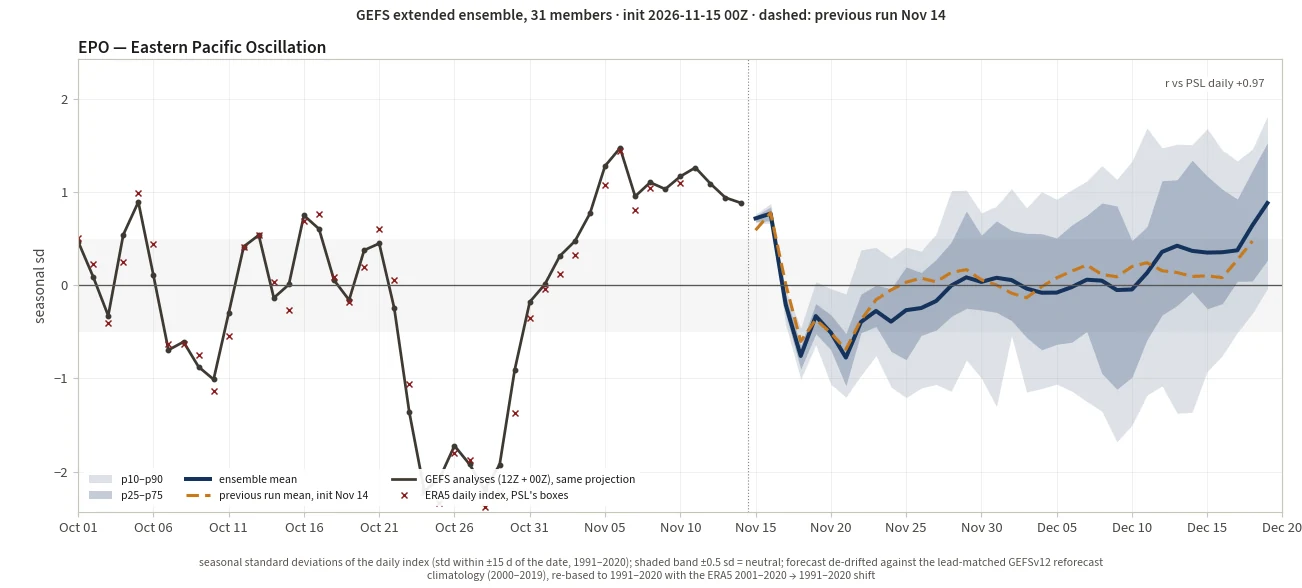 GEFS extended ensemble, 31 members · init 2026-11-15 00Z · dashed: previous run Nov 14
EPO — Eastern Pacific Oscillation
r vs PSL daily +0.97
seasonal sd
2
1
0
−1
−2
p10–p90
p25–p75
ensemble mean
previous run mean, init Nov 14
GEFS analyses (12Z + 00Z), same projection
ERA5 daily index, PSL's boxes
Oct 01 Oct 06 Oct 11 Oct 16 Oct 21 Oct 26 Oct 31 Nov 05 Nov 10 Nov 15 Nov 20 Nov 25 Nov 30 Dec 05 Dec 10 Dec 15 Dec 20
seasonal standard deviations of the daily index (std within ±15 d of the date, 1991–2020); shaded band ±0.5 sd = neutral; forecast de-drifted against the lead-matched GEFSv12 reforecast
climatology (2000–2019), re-based to 1991–2020 with the ERA5 2001–2020 → 1991–2020 shift